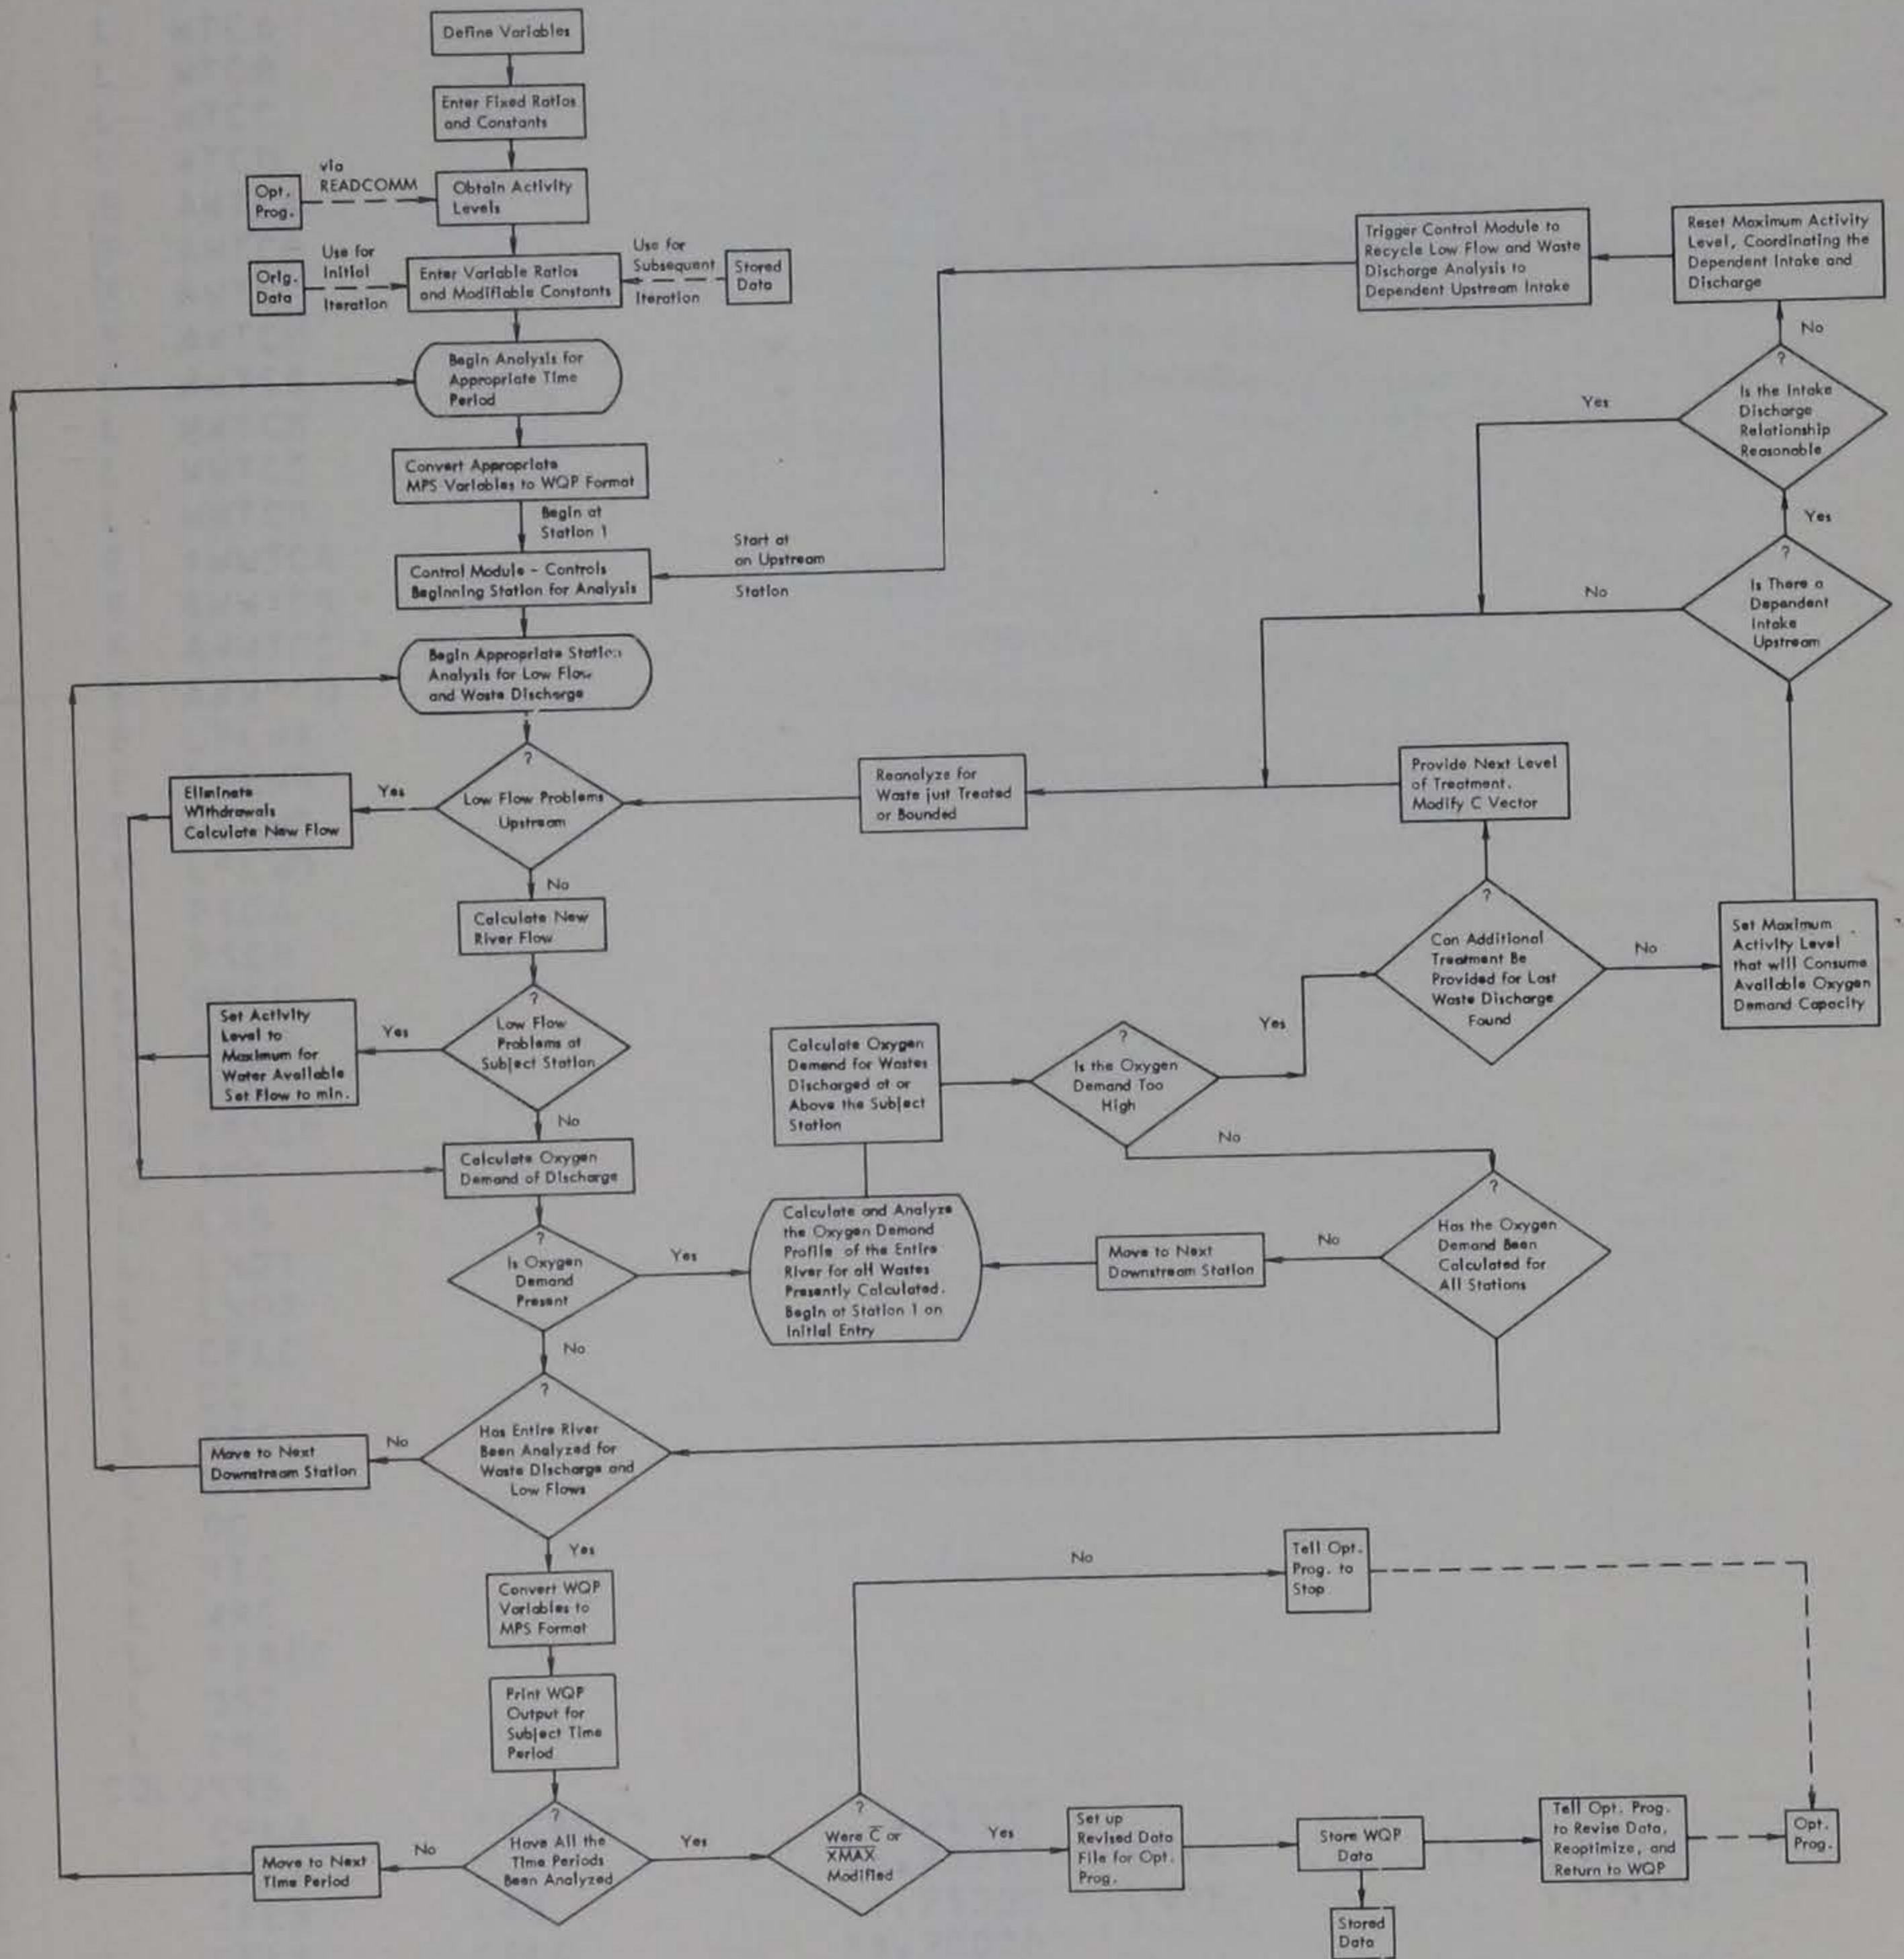 Define Variables
Enter Fixed Ratios
and Constants
via
READCOMM
Opt.
Prog.
Obtain Activity
Levels
Use for
Initial
Iteration
Orig.
Data
Enter Variable Ratios
and Modifiable Constants
Use for
Subsequent
Iteration
Stored
Data
Begin Analysis for
Appropriate Time
Period
Convert Appropriate
MPS Variables to WQP Format
Begin at
Station 1
Control Module - Controls
Beginning Station for Analysis
Start at
an Upstream
Station
Trigger Control Module to
Recycle Low Flow and Waste
Discharge Analysis to
Dependent Upstream Intake
Reset Maximum Activity
Level, Coordinating the
Dependent Intake and
Discharge
No
?
Is the Intake
Discharge
Relationship
Reasonable
Yes
Yes
?
Is There a
Dependent
Intake
Upstream
No
Begin Appropriate Station
Analysis for Low Flow
and Waste Discharge
?
Low Flow Problems
Upstream
Yes
Eliminate
Withdrawals
Calculate New Flow
Reanalyze for
Waste just Treated
or Bounded
Provide Next Level
of Treatment.
Modify C Vector
No
Calculate New
River Flow
?
Can Additional
Treatment Be
Provided for Last
Waste Discharge
Found
No
Set Maximum
Activity Level
that will Consume
Available Oxygen
Demand Capacity
Set Activity
Level to
Maximum for
Water Available
Set Flow to min.
Yes
?
Low Flow
Problems at
Subject Station
No
Calculate Oxygen
Demand for Wastes
Discharged at or
Above the Subject
Station
?
Is the Oxygen
Demand Too
High
Yes
No
Calculate Oxygen
Demand of Discharge
?
Is Oxygen
Demand
Present
Yes
Calculate and Analyze
the Oxygen Demand
Profile of the Entire
River for all Wastes
Presently Calculated.
Begin at Station 1 on
Initial Entry
Move to Next
Downstream Station
No
?
Has the Oxygen
Demand Been
Calculated for
All Stations
No
?
Has Entire River
Been Analyzed for
Waste Discharge and
Low Flows
No
Move to Next
Downstream Station
Yes
Convert WQP
Variables to
MPS Format
No
Tell Opt.
Prog. to
Stop
Print WQP
Output for
Subject Time
Period
?
Have All the
Time Periods
Been Analyzed
No
Move to Next
Time Period
Yes
?
Were C̅ or
X̅M̅A̅X̅
Modified
Yes
Set up
Revised Data
File for Opt.
Prog.
Store WQP
Data
Tell Opt. Prog.
to Revise Data,
Reoptimize, and
Return to WQP
Opt.
Prog.
Stored
Data